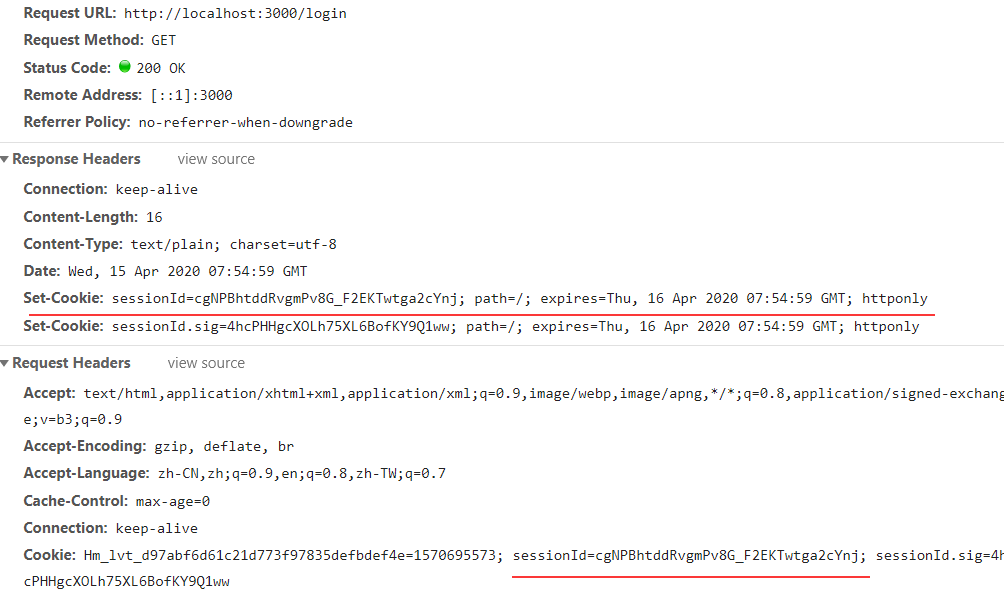 Request URL: http://localhost:3000/login
Request Method: GET
Status Code: 200 OK
Remote Address: [::1]:3000
Referrer Policy: no-referrer-when-downgrade
Response Headers view source
Connection: keep-alive
Content-Length: 16
Content-Type: text/plain; charset=utf-8
Date: Wed, 15 Apr 2020 07:54:59 GMT
Set-Cookie: sessionId=cgNPBhtddRvgmPv8G_F2EKTwtga2cYnj; path=/; expires=Thu, 16 Apr 2020 07:54:59 GMT; httponly
Set-Cookie: sessionId.sig=4hcPHHgcXOLh75XL6BofKY9Q1ww; path=/; expires=Thu, 16 Apr 2020 07:54:59 GMT; httponly
Request Headers view source
Accept: text/html,application/xhtml+xml,application/xml;q=0.9,image/webp,image/apng,*/*;q=0.8,application/signed-exchang
e;v=b3;q=0.9
Accept-Encoding: gzip, deflate, br
Accept-Language: zh-CN,zh;q=0.9,en;q=0.8,zh-TW;q=0.7
Cache-Control: max-age=0
Connection: keep-alive
Cookie: Hm_lvt_d97abf6d61c21d773f97835defbdef4e=1570695573; sessionId=cgNPBhtddRvgmPv8G_F2EKTwtga2cYnj; sessionId.sig=4h
cPHHgcXOLh75XL6BofKY9Q1ww